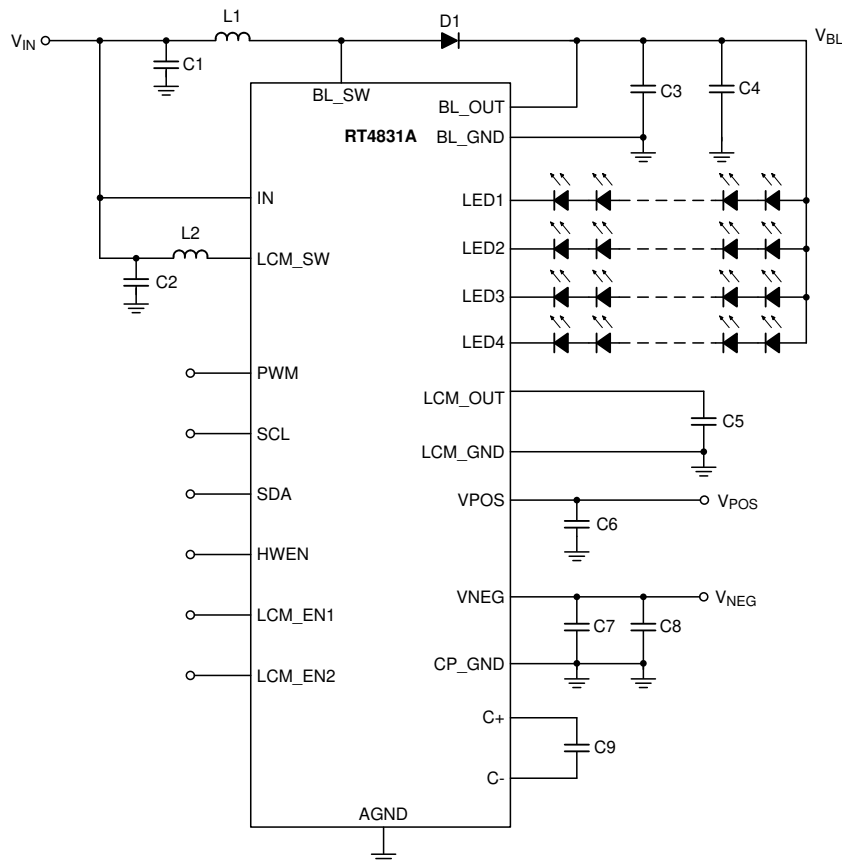 L1
D1
VIN
VBL
C1
BL_SW
C3
C4
BL_OUT
RT4831A
BL_GND
IN
LED1
L2
LCM_SW
LED2
C2
LED3
LED4
PWM
LCM_OUT
C5
SCL
LCM_GND
SDA
VPOS
VPOS
C6
HWEN
VNEG
VNEG
LCM_EN1
C7
C8
CP_GND
LCM_EN2
C+
C9
C-
AGND